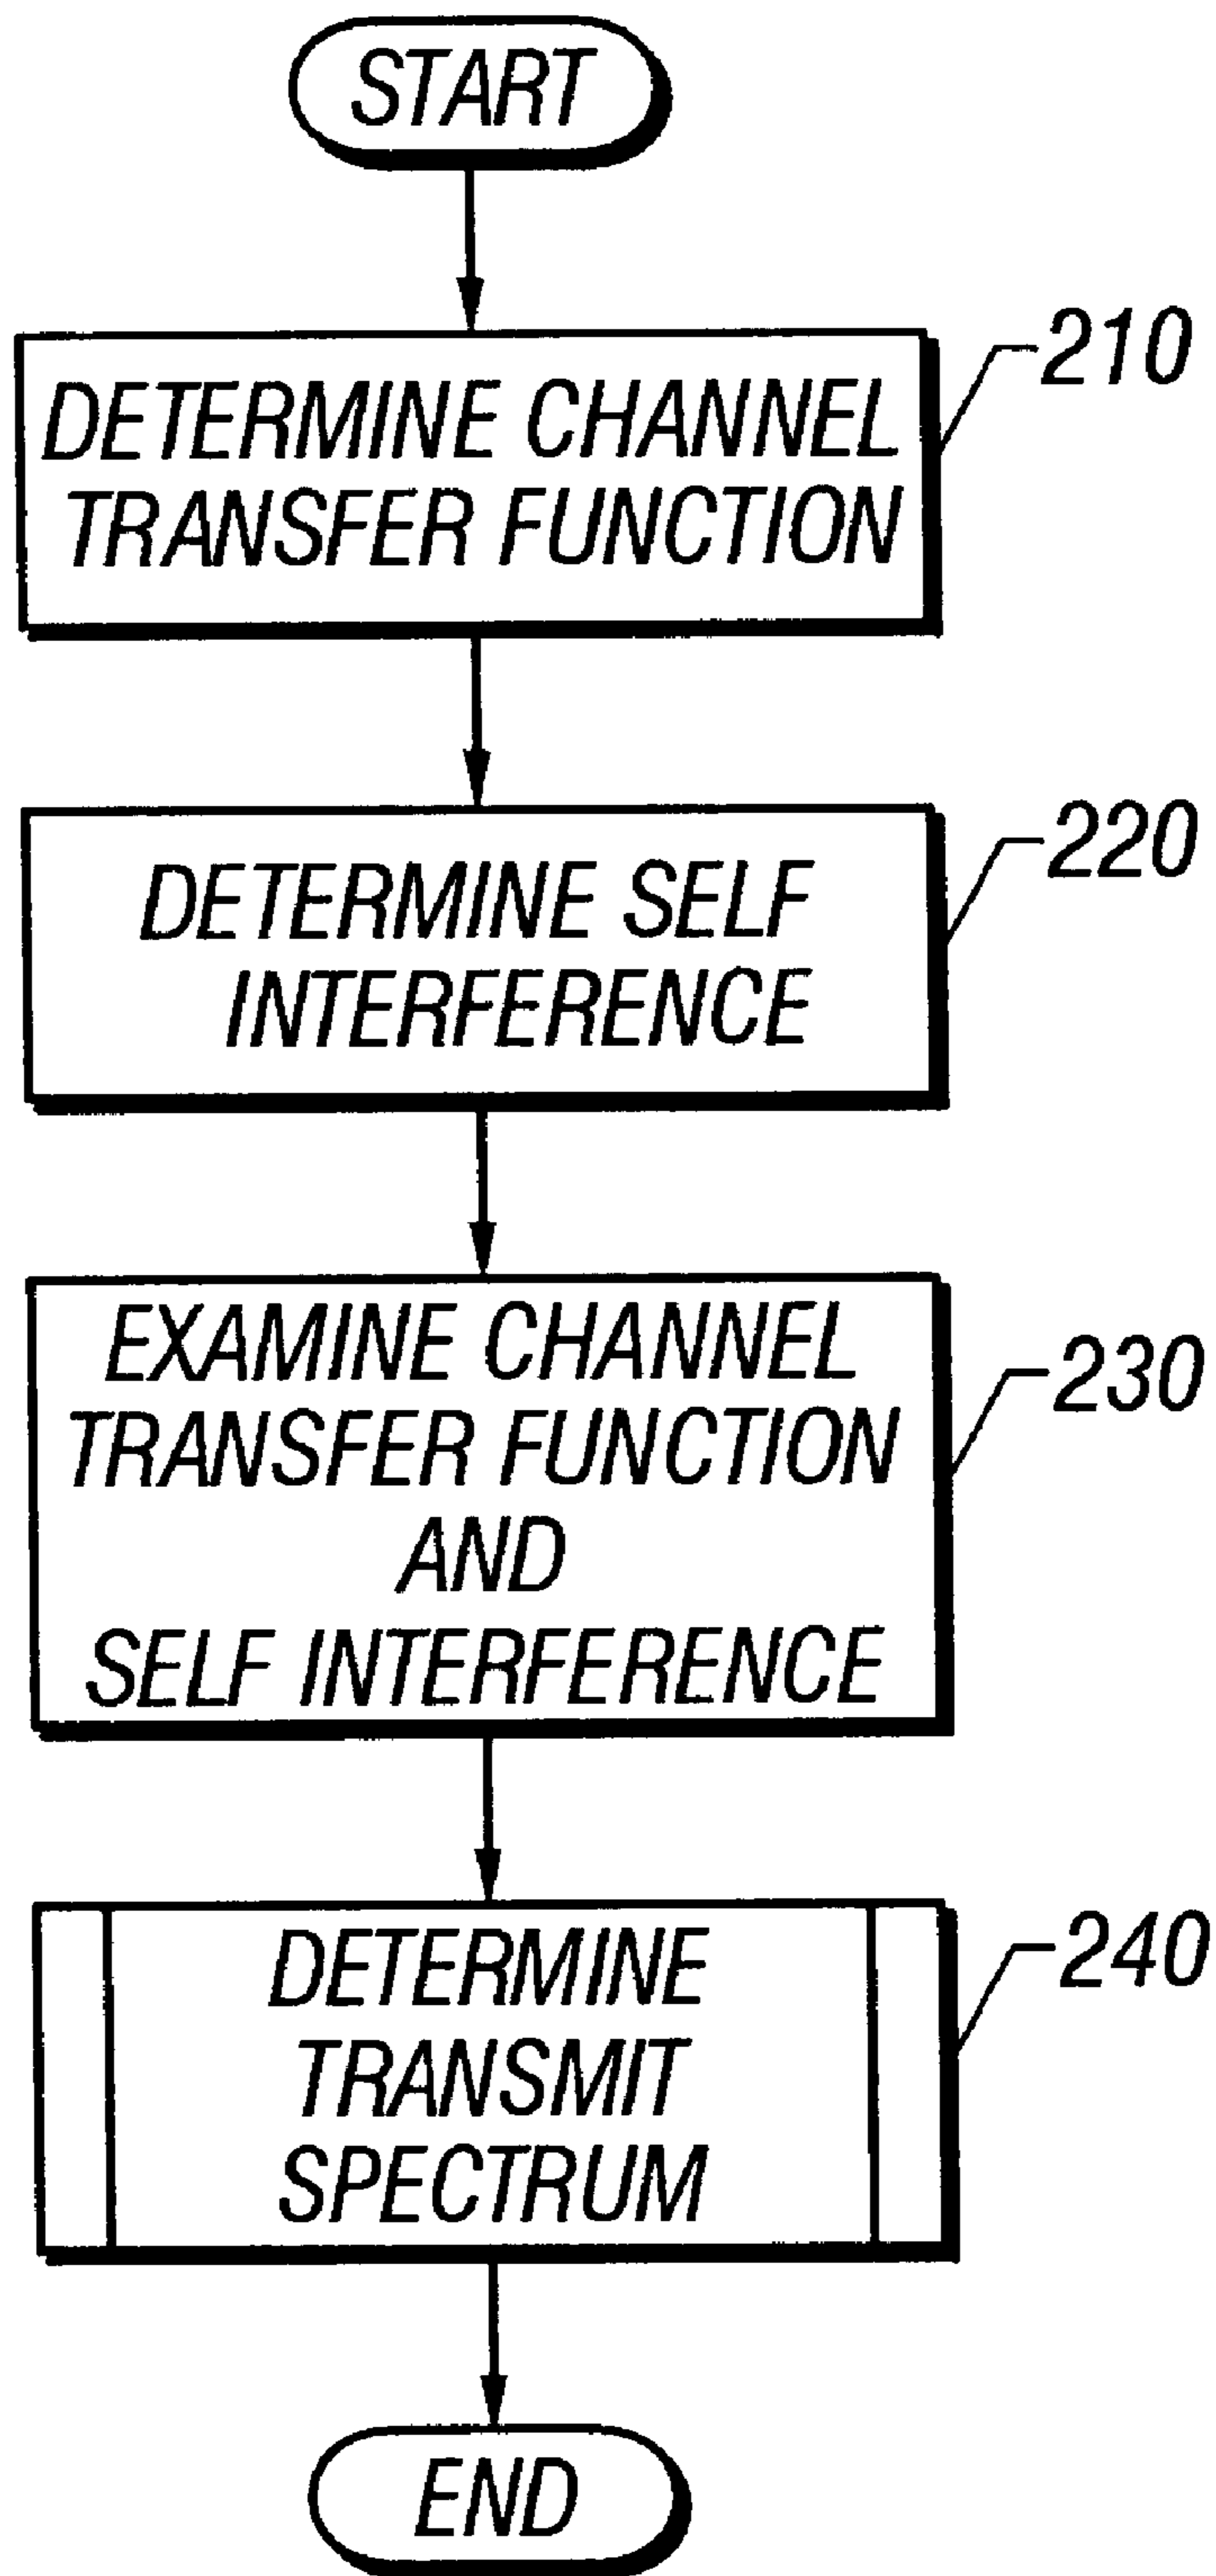 START
DETERMINE CHANNEL
TRANSFER FUNCTION
210
DETERMINE SELF
INTERFERENCE
220
EXAMINE CHANNEL
TRANSFER FUNCTION
AND
SELF INTERFERENCE
230
DETERMINE
TRANSMIT
SPECTRUM
240
END